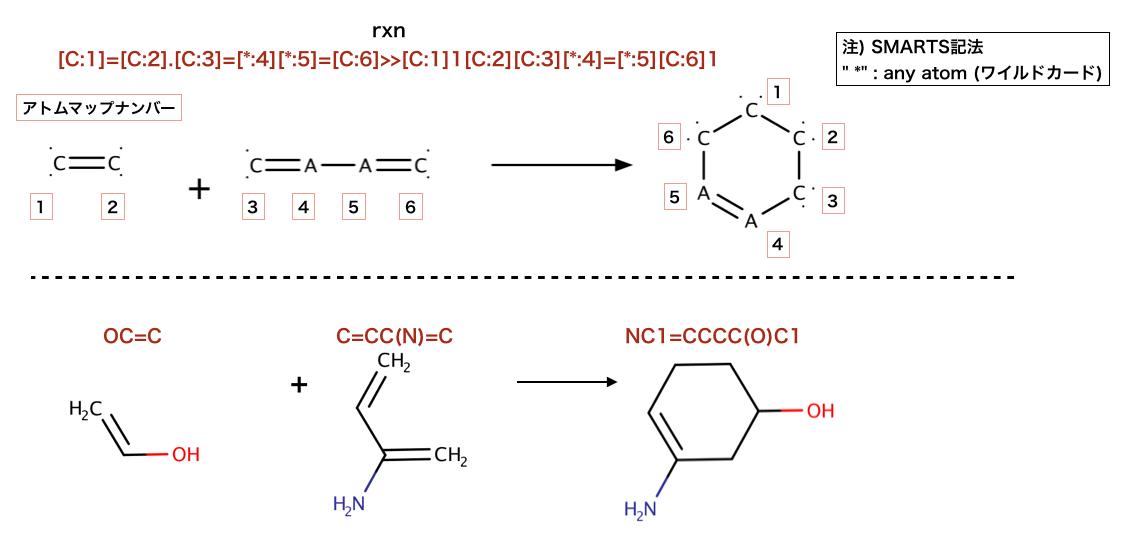 rxn
[C:1]=[C:2].[C:3]=[*:4][*:5]=[C:6]>>[C:1]1[C:2][C:3][*:4]=[*:5][C:6]1
注) SMARTS記法
" *" : any atom (ワイルドカード)
アトムマップナンバー
C C
1 2
+
C A A C
3 4 5 6
C 1
6 C C 2
5 A C 3
A
4
OC=C
C=CC(N)=C
NC1=CCCC(O)C1
H2C
OH
+
CH2
CH2
H2N
OH
H2N